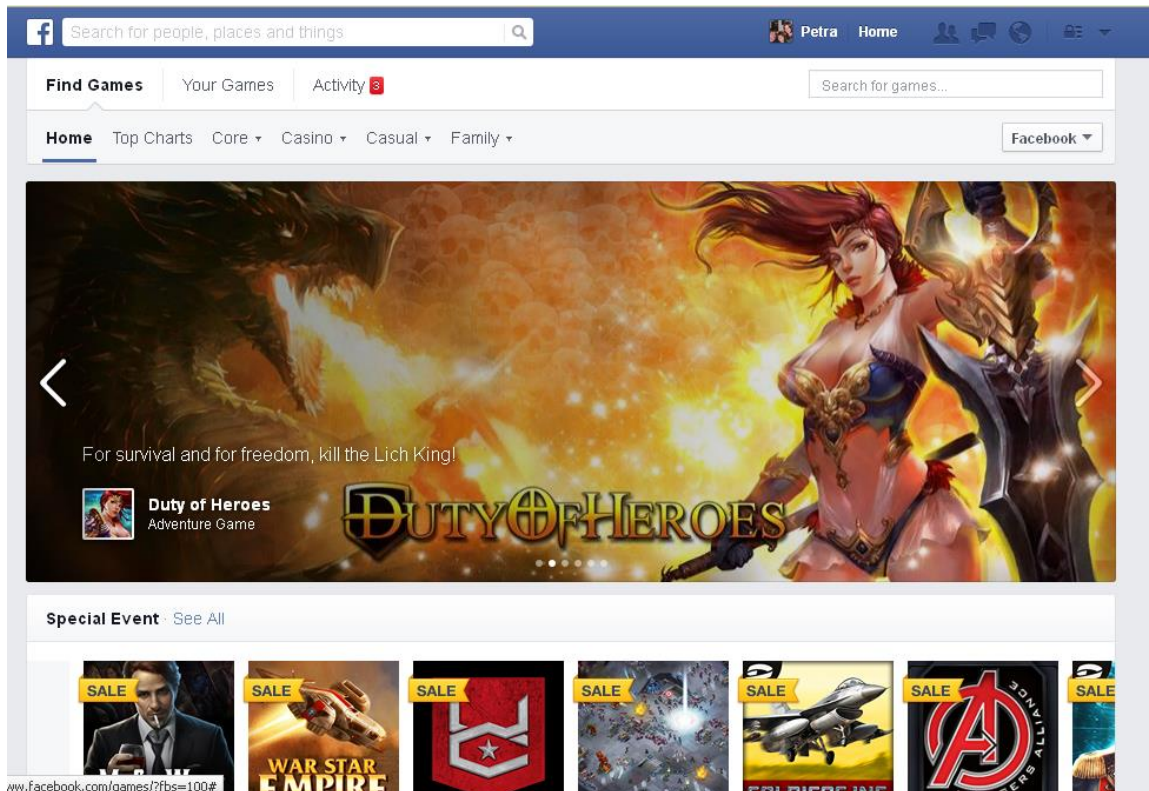 f
Search for people, places and things
Petra Home
Find Games Your Games Activity 3
Search for games...
Home Top Charts Core Casino Casual Family
Facebook
For survival and for freedom, kill the Lich King!
Duty of Heroes
Adventure Game
DUTY OF HEROES
Special Event · See All
SALE SALE SALE SALE SALE SALE SALE
WAR STAR
EMPIRE
ALLIANCE
www.facebook.com/games/?fbs=100#